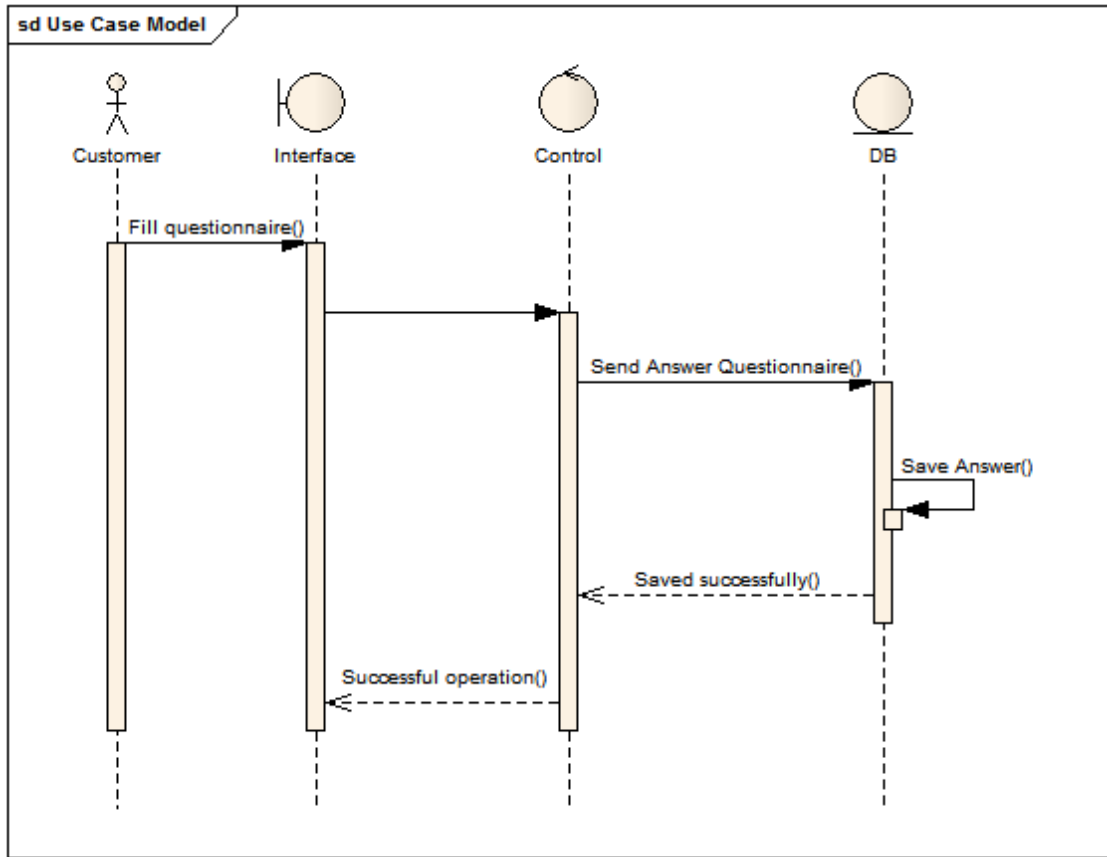 sd Use Case Model
Customer
Interface
Control
DB
Fill questionnaire()
Send Answer Questionnaire()
Save Answer()
Saved successfully()
Successful operation()